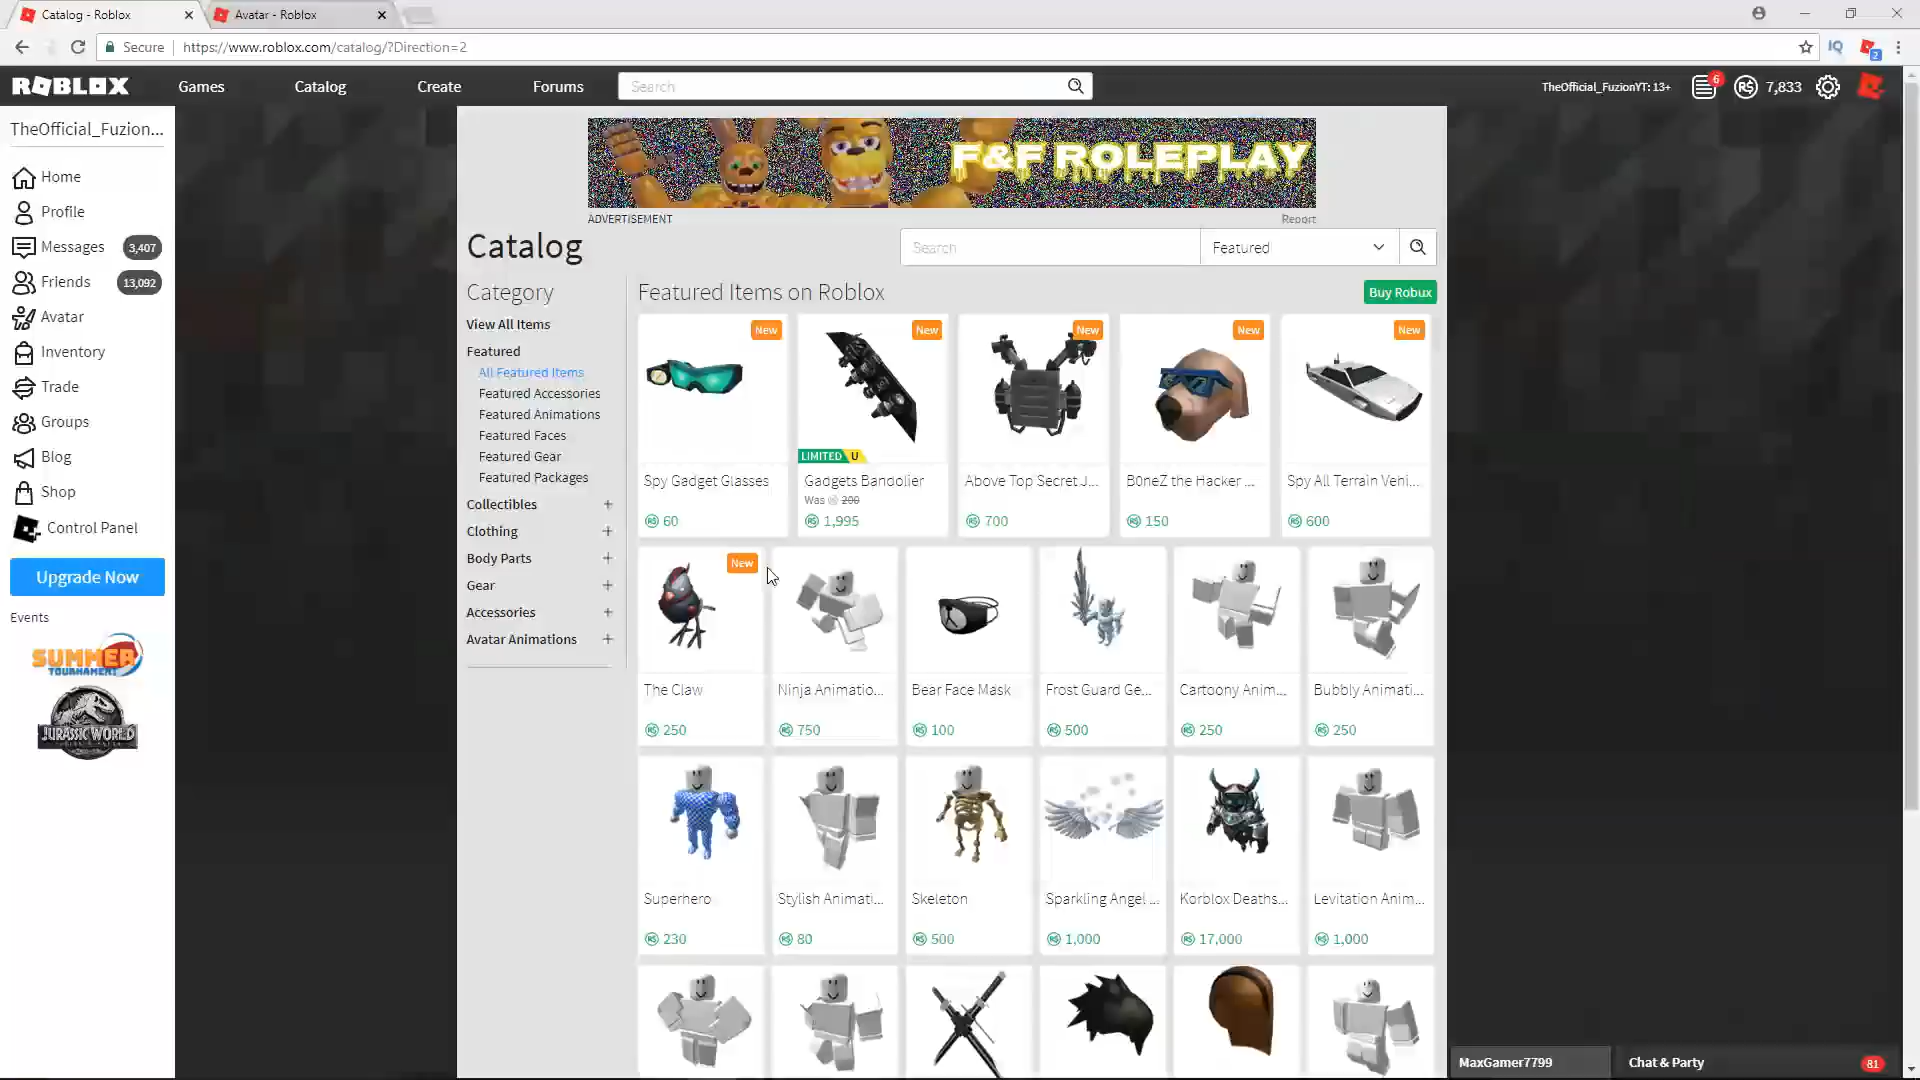 Catalog - Roblox
Avatar - Roblox
Secure
https://www.roblox.com/catalog/?Direction=2
IQ
2
ROBLOX
Games
Catalog
Create
Forums
Search
TheOfficial_FuzionYT: 13+
6
R$
7,833
TheOfficial_Fuzion...
Home
Profile
Messages
3,407
Friends
13,092
Avatar
Inventory
Trade
Groups
Blog
Shop
Control Panel
Upgrade Now
Events
SUMMER
TOURNAMENT
JURASSIC WORLD
F&F ROLEPLAY
ADVERTISEMENT
Report
Catalog
Search
Featured
Category
View All Items
Featured
All Featured Items
Featured Accessories
Featured Animations
Featured Faces
Featured Gear
Featured Packages
Collectibles +
Clothing +
Body Parts +
Gear +
Accessories +
Avatar Animations +
Featured Items on Roblox
Buy Robux
New
New
New
New
New
LIMITED U
Spy Gadget Glasses
Gadgets Bandolier
Above Top Secret J...
B0neZ the Hacker ...
Spy All Terrain Vehi...
Was R$ 200
R$ 60
R$ 1,995
R$ 700
R$ 150
R$ 600
New
The Claw
Ninja Animatio...
Bear Face Mask
Frost Guard Ge...
Cartoony Anim...
Bubbly Animati...
R$ 250
R$ 750
R$ 100
R$ 500
R$ 250
R$ 250
Superhero
Stylish Animati...
Skeleton
Sparkling Angel ...
Korblox Deaths...
Levitation Anim...
R$ 230
R$ 80
R$ 500
R$ 1,000
R$ 17,000
R$ 1,000
MaxGamer7799
Chat & Party
81